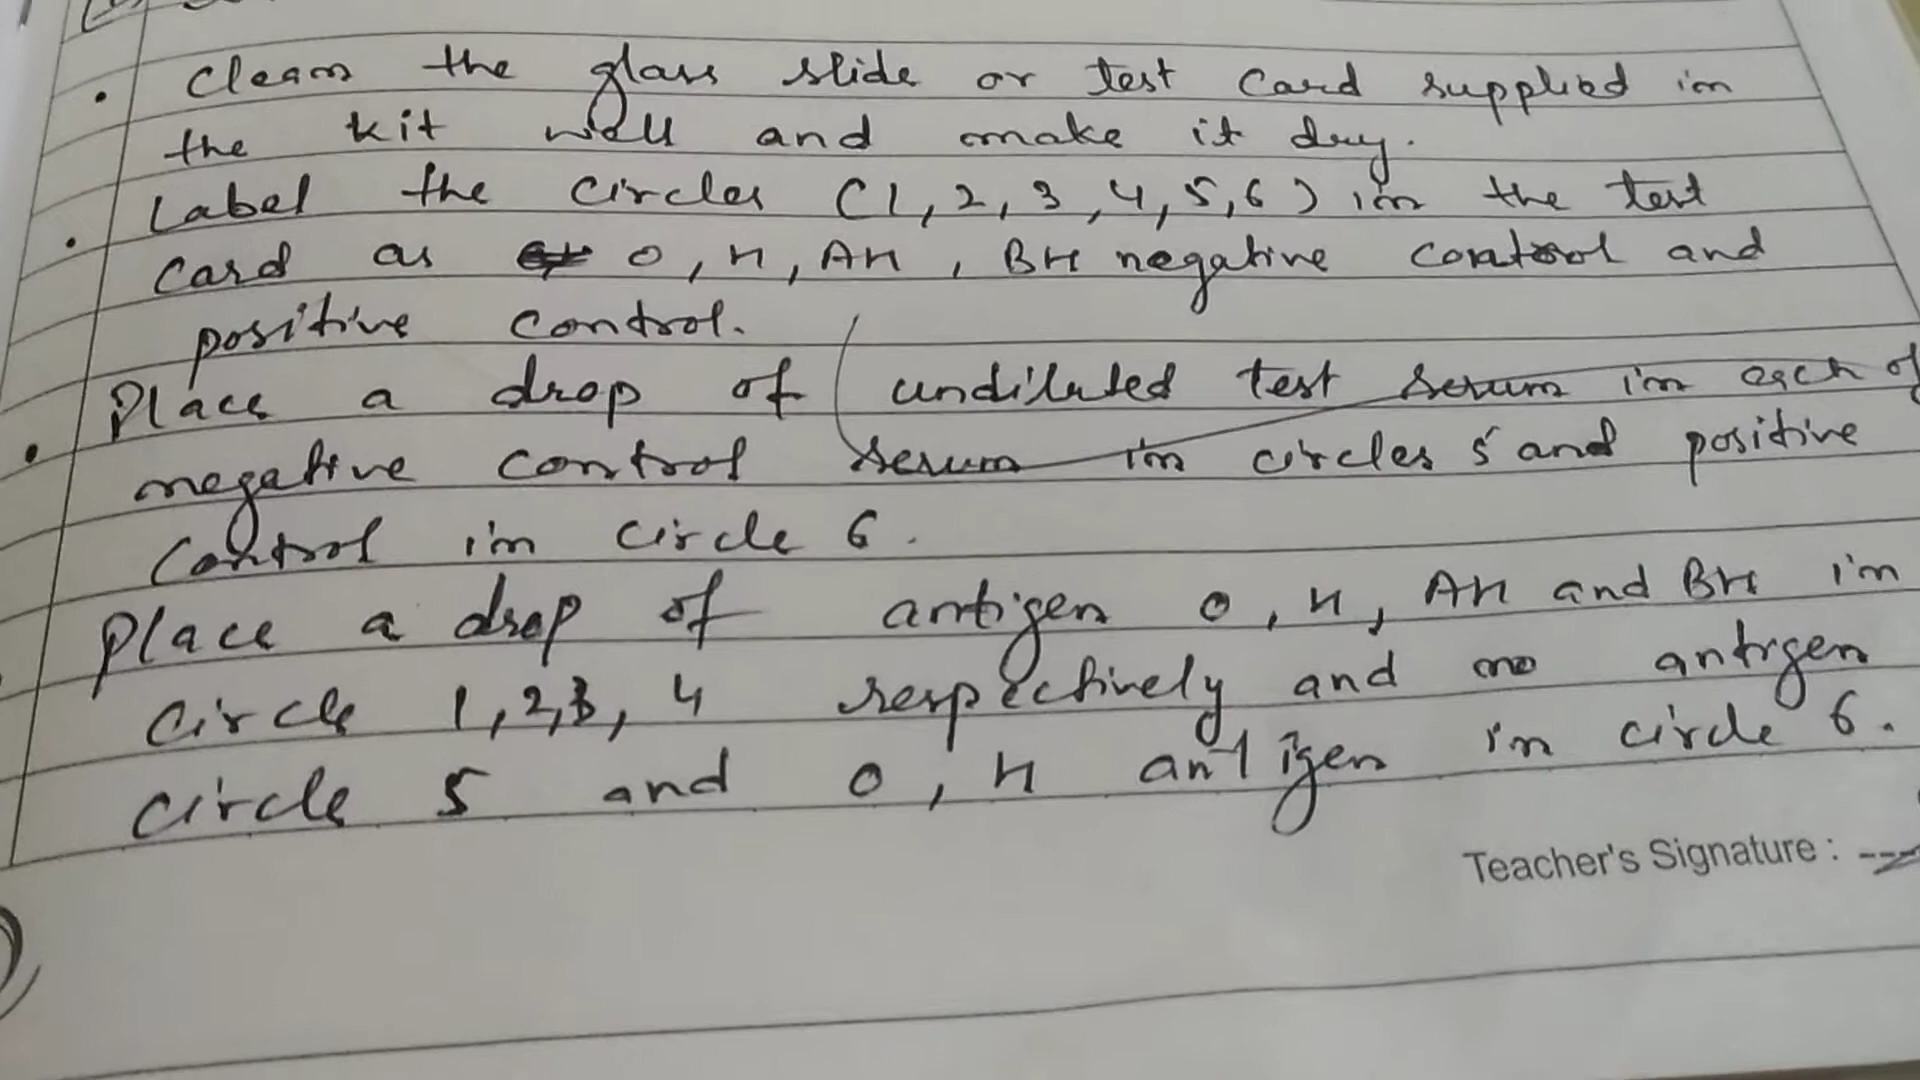 • Clean the glass slide or test card supplied in
the kit well and make it dry.
• Label the circles (1, 2, 3, 4, 5, 6) in the test
card as O, H, AH, BH negative control and
positive control.
• Place a drop of undiluted test serum in each of
negative control serum in circles 5 and positive
control in circle 6.
Place a drop of antigen O, H, AH and BH in
circle 1, 2, 3, 4 respectively and no antigen
circle 5 and O, H antigen in circle 6.
Teacher's Signature :